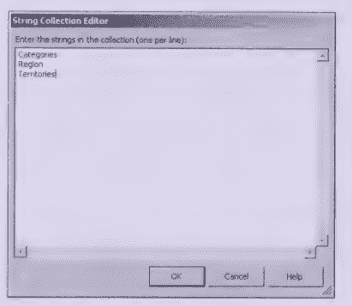 String Collection Editor
Enter the strings in the collection (one per line):
Categories
Region
Territories
OK
Cancel
Help